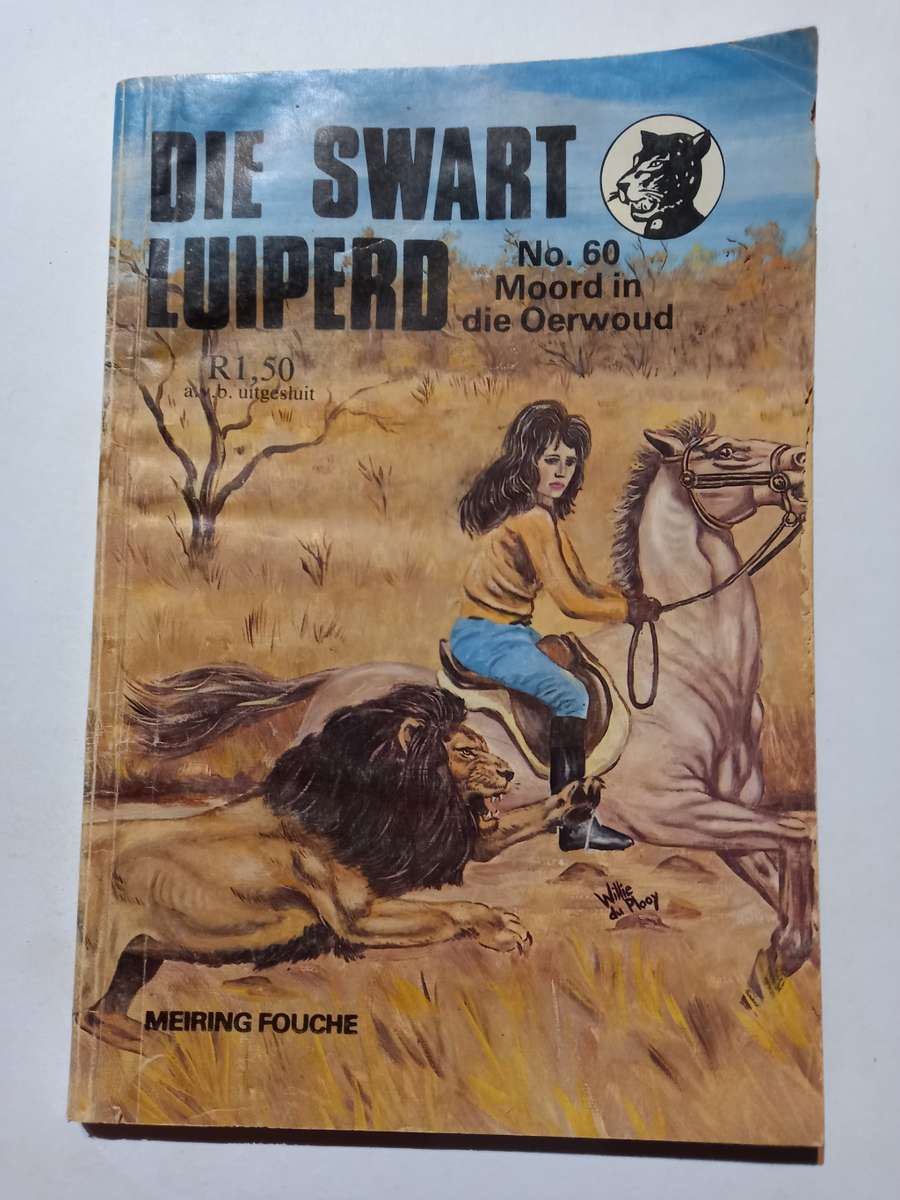 DIE SWART
LUIPERD
No. 60
Moord in
die Oerwoud
R1,50
a.v.b. uitgesluit
Willie
du Plooy
MEIRING FOUCHE